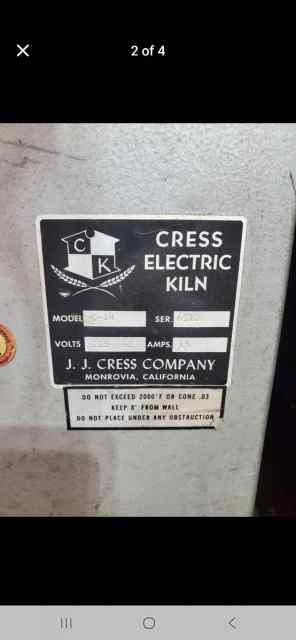 2 of 4
C
K
CRESS
ELECTRIC
KILN
MODEL SER.
VOLTS AMPS.
J. J. CRESS COMPANY
MONROVIA, CALIFORNIA
DO NOT EXCEED 2000°F OR CONE .03
KEEP 8" FROM WALL
DO NOT PLACE UNDER ANY OBSTRUCTION